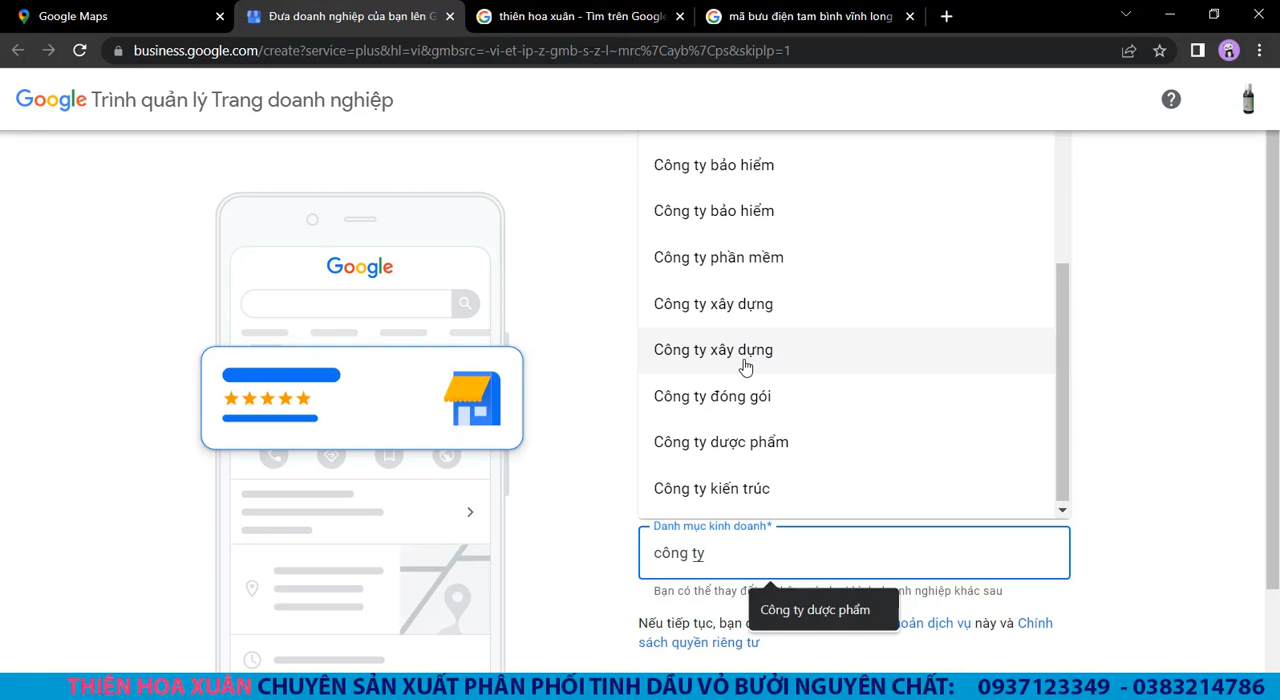 Google Maps
Đưa doanh nghiệp của bạn lên G
thiên hoa xuân - Tìm trên Google
mã bưu điện tam bình vĩnh long
business.google.com/create?service=plus&hl=vi&gmbsrc=-vi-et-ip-z-gmb-s-z-l~mrc%7Cayb%7Cps&skiplp=1
Google Trình quản lý Trang doanh nghiệp
Google
Công ty bảo hiểm
Công ty bảo hiểm
Công ty phần mềm
Công ty xây dựng
Công ty xây dựng
Công ty đóng gói
Công ty dược phẩm
Công ty kiến trúc
Danh mục kinh doanh*
công ty
Bạn có thể thay đổi doanh nghiệp khác sau
Công ty dược phẩm
Nếu tiếp tục, bạn dịch vụ này và Chính
sách quyền riêng tư
THIÊN HOA XUÂN CHUYÊN SẢN XUẤT PHÂN PHỐI TINH DẦU VỎ BƯỞI NGUYÊN CHẤT: 0937123349 - 0383214786